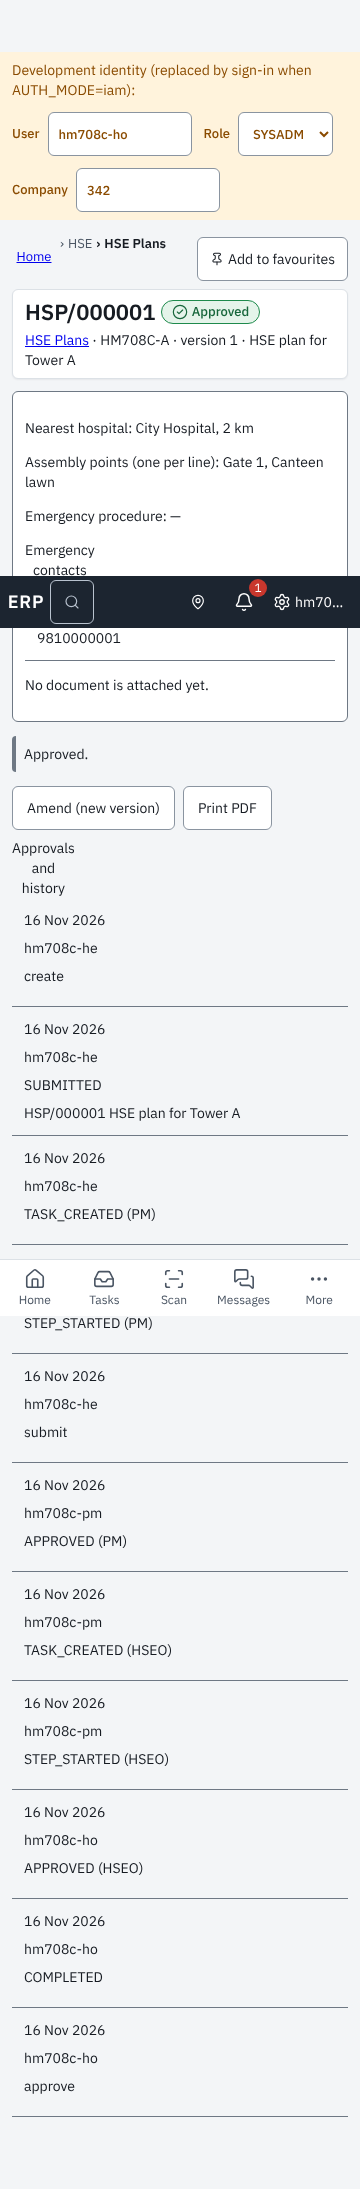 Development identity (replaced by sign-in when
AUTH_MODE=iam):
User hm708c-ho Role SYSADM
Company 342
Home › HSE › HSE Plans
Add to favourites
HSP/000001 Approved
HSE Plans · HM708C-A · version 1 · HSE plan for
Tower A
Nearest hospital: City Hospital, 2 km
Assembly points (one per line): Gate 1, Canteen
lawn
Emergency procedure: —
Emergency
contacts
ERP 1 hm70...
9810000001
No document is attached yet.
Approved.
Amend (new version) Print PDF
Approvals
and
history
16 Nov 2026
hm708c-he
create
16 Nov 2026
hm708c-he
SUBMITTED
HSP/000001 HSE plan for Tower A
16 Nov 2026
hm708c-he
TASK_CREATED (PM)
Home Tasks Scan Messages More
STEP_STARTED (PM)
16 Nov 2026
hm708c-he
submit
16 Nov 2026
hm708c-pm
APPROVED (PM)
16 Nov 2026
hm708c-pm
TASK_CREATED (HSEO)
16 Nov 2026
hm708c-pm
STEP_STARTED (HSEO)
16 Nov 2026
hm708c-ho
APPROVED (HSEO)
16 Nov 2026
hm708c-ho
COMPLETED
16 Nov 2026
hm708c-ho
approve